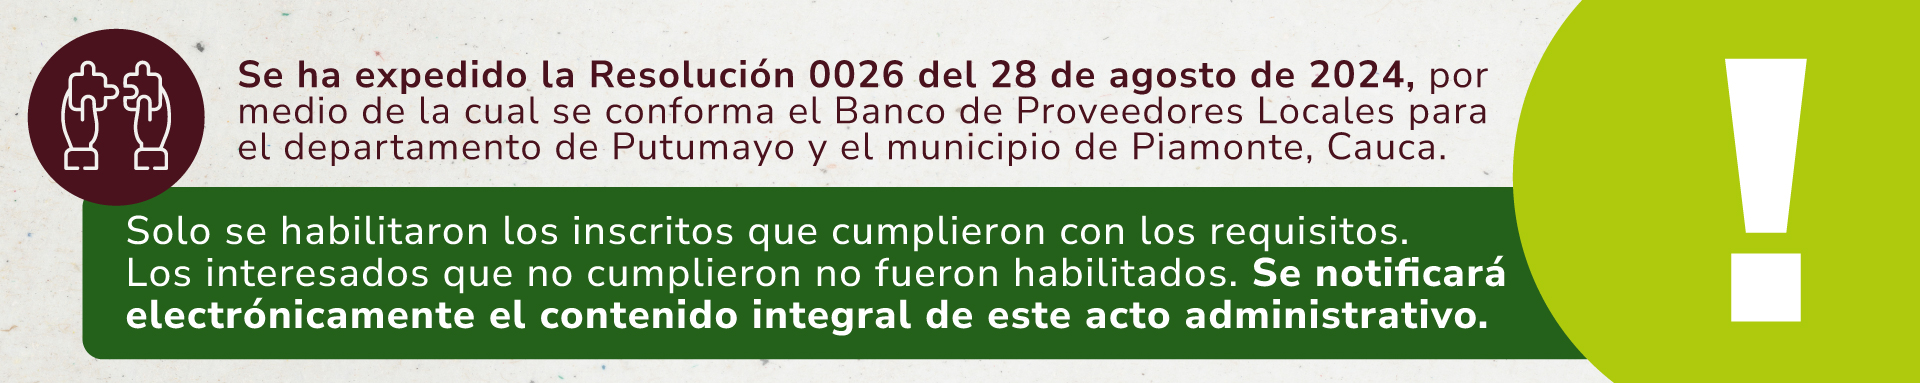 Se ha expedido la Resolución 0026 del 28 de agosto de 2024, por
medio de la cual se conforma el Banco de Proveedores Locales para
el departamento de Putumayo y el municipio de Piamonte, Cauca.
Solo se habilitaron los inscritos que cumplieron con los requisitos.
Los interesados que no cumplieron no fueron habilitados. Se notificará
electrónicamente el contenido integral de este acto administrativo.
!